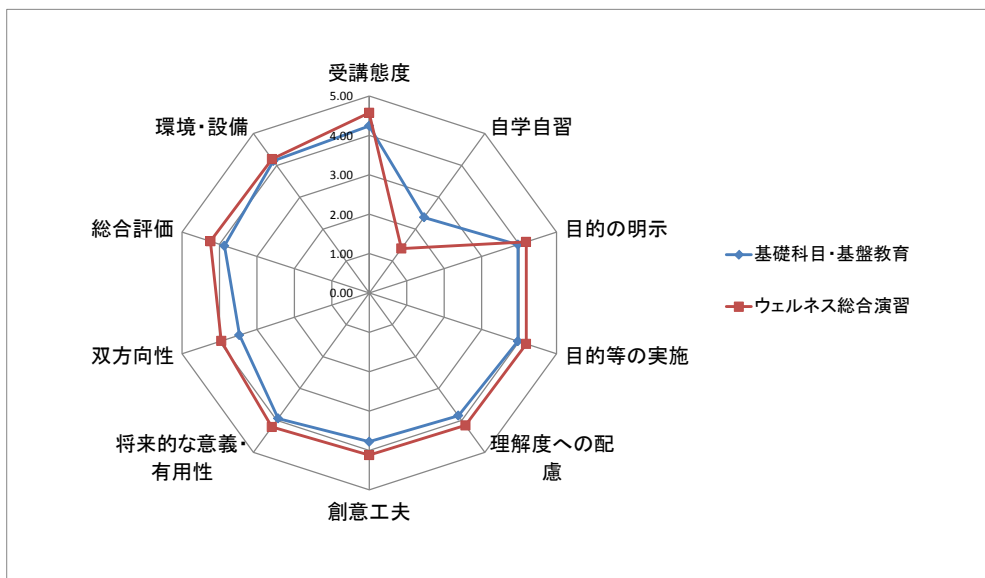 受講態度
自学自習
目的の明示
目的等の実施
理解度への配
慮
創意工夫
将来的な意義・
有用性
双方向性
総合評価
環境・設備
5.00
4.00
3.00
2.00
1.00
0.00
基礎科目・基盤教育
ウェルネス総合演習